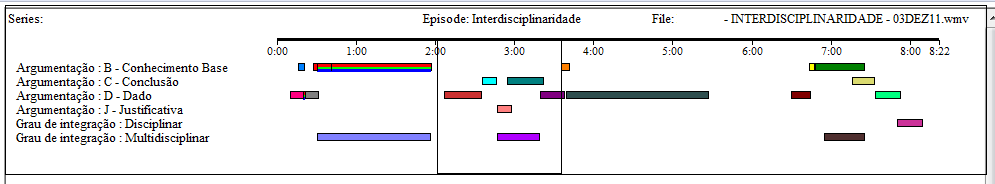 Series: Episode: Interdisciplinaridade File: - INTERDISCIPLINARIDADE - 03DEZ11.wmv
0:00 1:00 2:00 3:00 4:00 5:00 6:00 7:00 8:00 8:22
Argumentação : B - Conhecimento Base
Argumentação : C - Conclusão
Argumentação : D - Dado
Argumentação : J - Justificativa
Grau de integração : Disciplinar
Grau de integração : Multidisciplinar